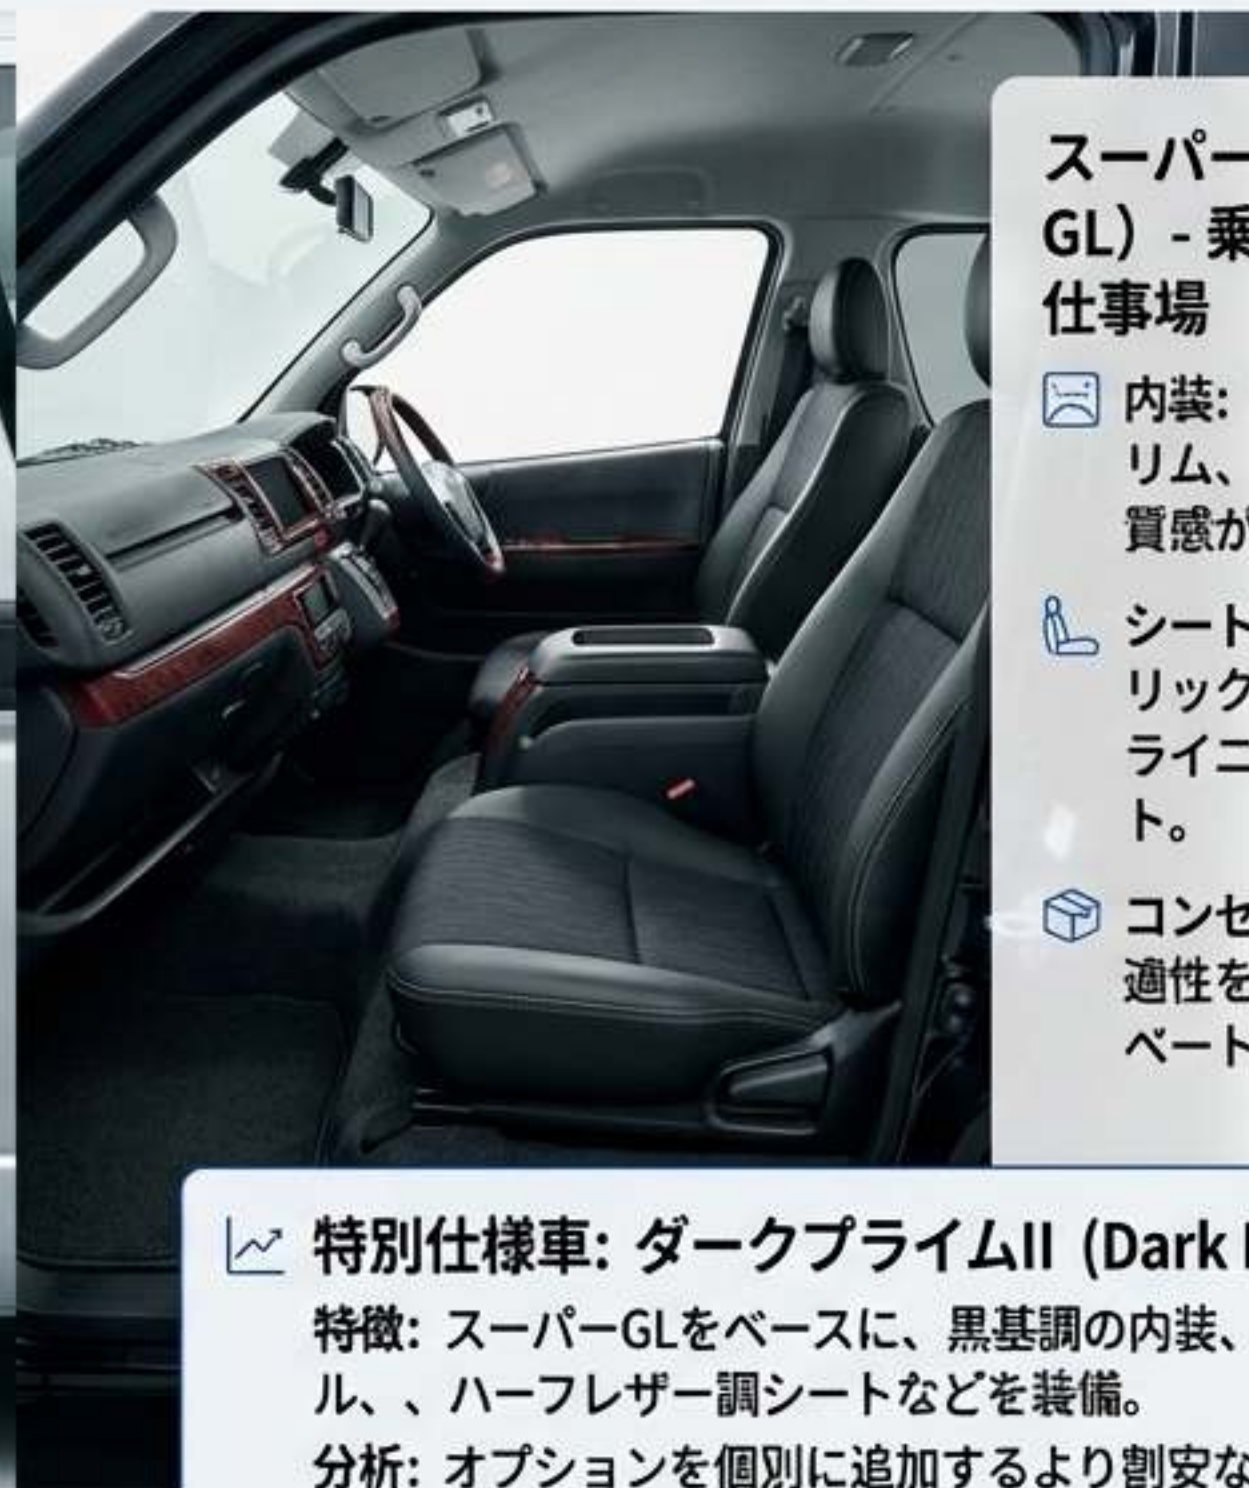 スーパー
GL）- 乗
仕事場
内装:
リム、
質感が
シート
リック
ライニ
ト。
コンセ
適性を
ベート
特別仕様車: ダークプライムII (Dark
特徴: スーパーGLをベースに、黒基調の内装、
ル、、ハーフレザー調シートなどを装備。
分析: オプションを個別に追加するより割安な